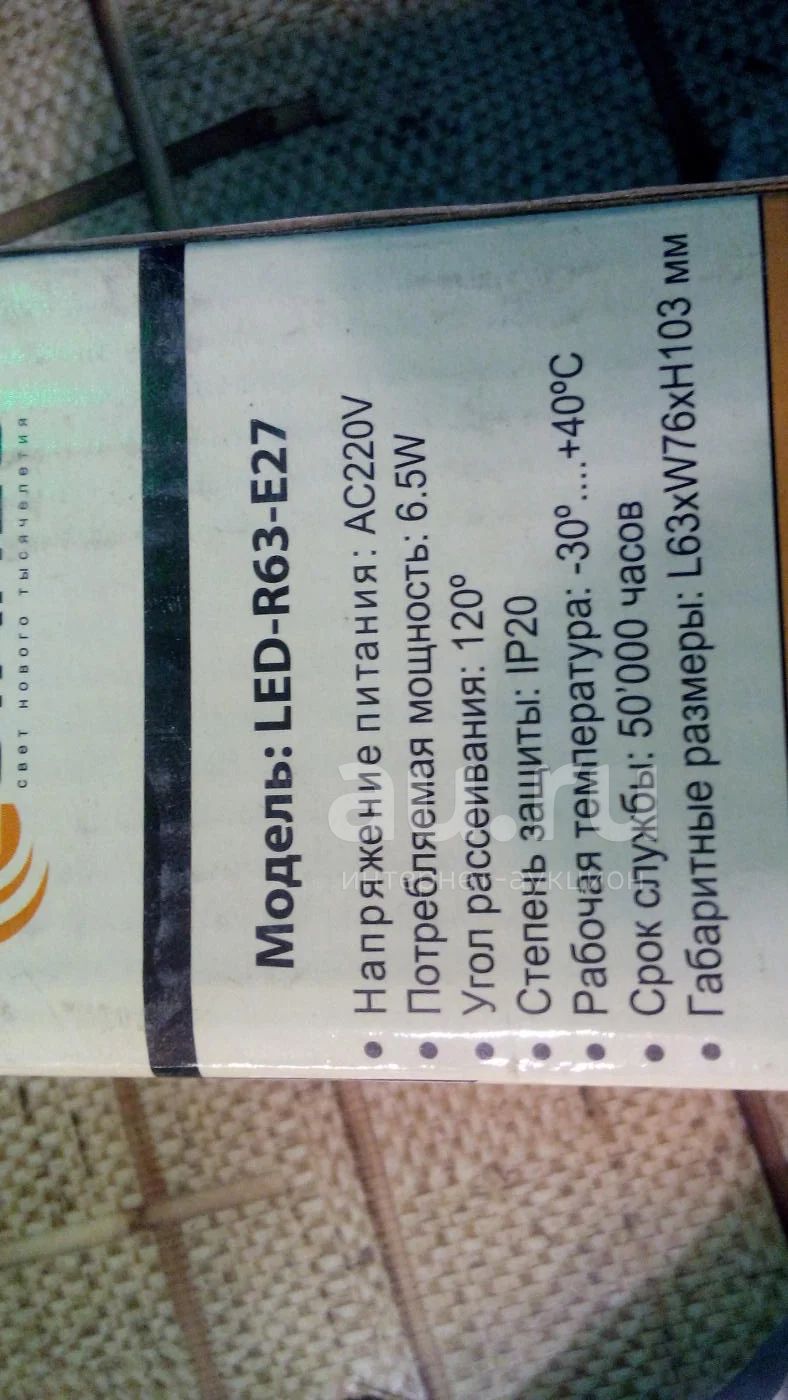 свет нового тысячелетия
Модель: LED-R63-E27
• Напряжение питания: AC220V
• Потребляемая мощность: 6.5W
• Угол рассеивания: 120º
• Степень защиты: IP20
• Рабочая температура: -30º....+40ºC
• Срок службы: 50'000 часов
• Габаритные размеры: L63xW76xH103 мм
au.ru
интернет-аукцион